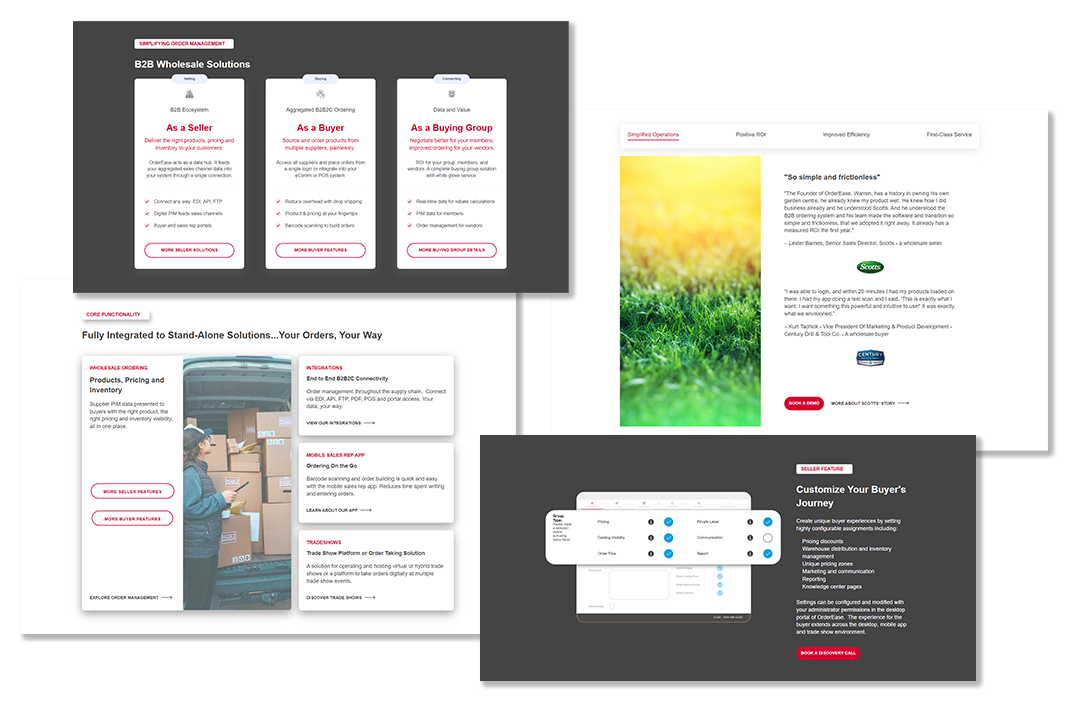 SIMPLIFYING ORDER MANAGEMENT
B2B Wholesale Solutions
Selling
B2B Ecosystem
As a Seller
Deliver the right products, pricing and
inventory to your customers.
OrderEase acts as a data hub. It feeds
your aggregated sales channel data into
your system through a single connection.
Connect any way: EDI, API, FTP
Digital PIM feeds sales channels
Buyer and sales rep portals
MORE SELLER SOLUTIONS
Buying
Aggregated B2B2C Ordering
As a Buyer
Source and order products from
multiple suppliers, painlessly.
Access all suppliers and place orders from
a single login or integrate into your
eComm or POS system.
Reduce overhead with drop shipping
Product & pricing at your fingertips
Barcode scanning to build orders
MORE BUYER FEATURES
Connecting
Data and Value
As a Buying Group
Negotiate better for your members;
improved ordering for your vendors.
ROI for your group, members, and
vendors. A complete buying group solution
with white glove service.
Real-time data for rebate calculations
PIM data for members
Order management for vendors
MORE BUYING GROUP DETAILS
Simplified Operations
Positive ROI
Improved Efficiency
First-Class Service
"So simple and frictionless"
"The Founder of OrderEase, Warren, has a history in owning his own
garden centre, he already knew my product well. He knew how I did
business already and he understood Scotts. And he understood the
B2B ordering system and his team made the software and transition so
simple and frictionless, that we adopted it right away. It already has a
measured ROI the first year."
– Lester Barnes, Senior Sales Director, Scotts - a wholesale seller.
Scotts
"I was able to login, and within 20 minutes I had my products loaded on
there. I had my app doing a test scan and I said, "This is exactly what I
want. I want something this powerful and intuitive to use!" It was exactly
what we envisioned."
– Kurt Tachick - Vice President Of Marketing & Product Development -
Century Drill & Tool Co. - A wholesale buyer
CENTURY
BOOK A DEMO
MORE ABOUT SCOTTS' STORY
CORE FUNCTIONALITY
Fully Integrated to Stand-Alone Solutions...Your Orders, Your Way
WHOLESALE ORDERING
Products, Pricing and
Inventory
Supplier PIM data presented to
buyers with the right product, the
right pricing and inventory visibility,
all in one place.
MORE SELLER FEATURES
MORE BUYER FEATURES
EXPLORE ORDER MANAGEMENT
INTEGRATIONS
End to End B2B2C Connectivity
Order management throughout the supply chain. Connect
via EDI, API, FTP, PDF, POS and portal access. Your
data, your way.
VIEW OUR INTEGRATIONS
MOBILE SALES REP APP
Ordering On the Go
Barcode scanning and order building is quick and easy
with the mobile sales rep app. Reduces time spent writing
and entering orders.
LEARN ABOUT OUR APP
TRADESHOWS
Trade Show Platform or Order Taking Solution
A solution for operating and hosting virtual or hybrid trade
shows or a platform to take orders digitally at multiple
trade show events.
DISCOVER TRADE SHOWS
Group
Type:
Pricing
Catalog Visibility
Order Flow
Private Label
Communication
Report
SELLER FEATURE
Customize Your Buyer's
Journey
Create unique buyer experiences by setting
highly configurable assignments including:
Pricing discounts
Warehouse distribution and inventory
management
Unique pricing zones
Marketing and communication
Reporting
Knowledge center pages
Settings can be configured and modified with
your administrator permissions in the desktop
portal of OrderEase. The experience for the
buyer extends across the desktop, mobile app
and trade show environment.
BOOK A DISCOVERY CALL